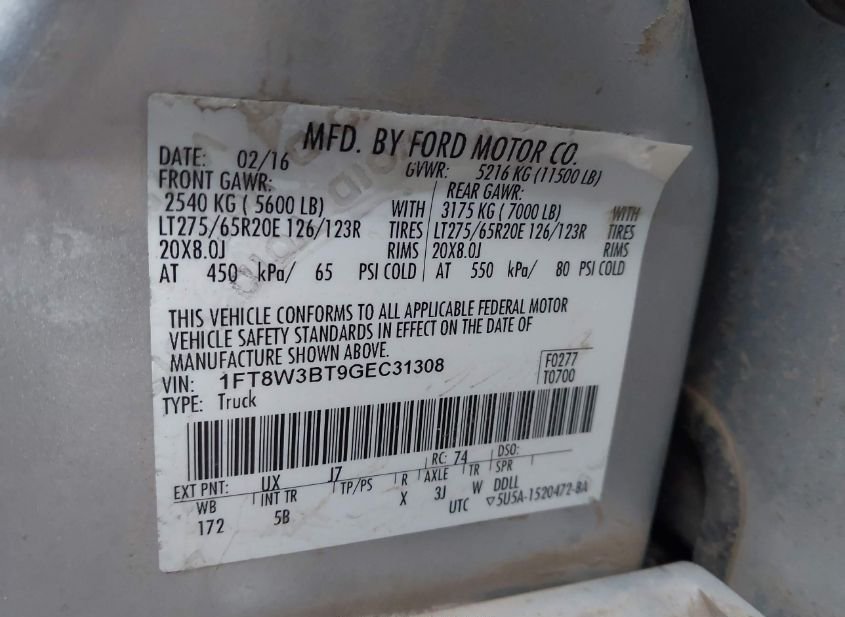 MFD. BY FORD MOTOR CO.
DATE: 02/16 GVWR: 5216 KG (11500 LB)
FRONT GAWR: REAR GAWR:
2540 KG ( 5600 LB) WITH 3175 KG ( 7000 LB) WITH
LT275/65R20E 126/123R TIRES LT275/65R20E 126/123R TIRES
20X8.0J RIMS 20X8.0J RIMS
AT 450 kPa/ 65 PSI COLD AT 550 kPa/ 80 PSI COLD
THIS VEHICLE CONFORMS TO ALL APPLICABLE FEDERAL MOTOR
VEHICLE SAFETY STANDARDS IN EFFECT ON THE DATE OF
MANUFACTURE SHOWN ABOVE.
VIN: 1FT8W3BT9GEC31308 F0277
TYPE: Truck T0700
EXT PNT: UX J7 RC: 74 DSO:
WB INT TR TP/PS R AXLE TR SPR
172 5B X 3J W DDLL
UTC ▽5U5A-1520472-BA